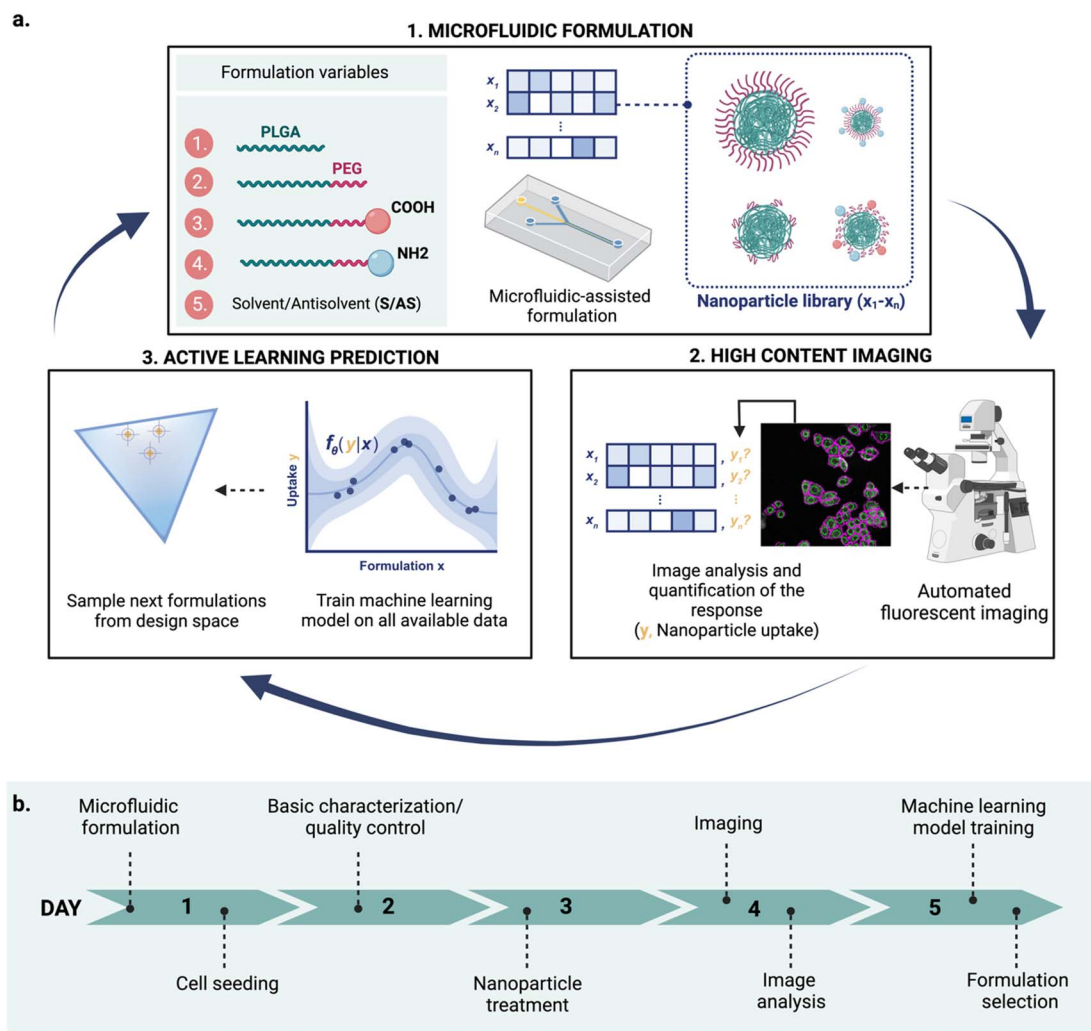 a.
1. MICROFLUIDIC FORMULATION
Formulation variables
1.
PLGA
2.
PEG
3.
COOH
4.
NH2
5.
Solvent/Antisolvent (S/AS)
x1
x2
⋮
xn
Microfluidic-assisted
formulation
Nanoparticle library (x1-xn)
3. ACTIVE LEARNING PREDICTION
Sample next formulations
from design space
fθ(y|x)
Uptake y
Formulation x
Train machine learning
model on all available data
2. HIGH CONTENT IMAGING
x1 , y1?
x2 , y2?
⋮ ⋮
xn , yn?
Image analysis and
quantification of the
response
(y, Nanoparticle uptake)
Automated
fluorescent imaging
b.
Microfluidic
formulation
Basic characterization/
quality control
Imaging
Machine learning
model training
DAY 1 2 3 4 5
Cell seeding
Nanoparticle
treatment
Image
analysis
Formulation
selection